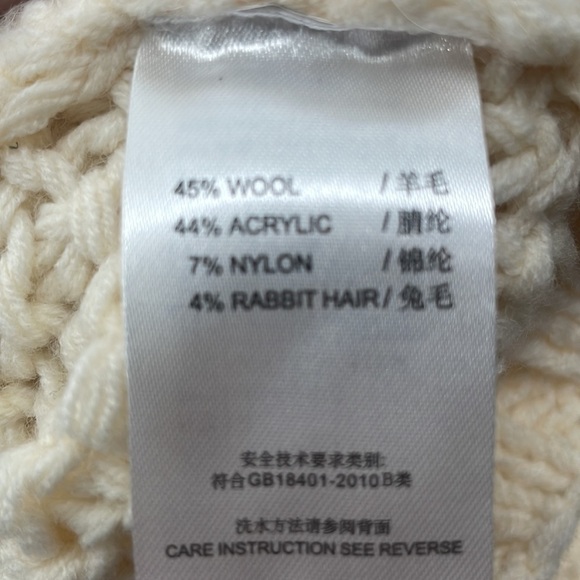 45% WOOL / 羊毛
44% ACRYLIC / 腈纶
7% NYLON / 锦纶
4% RABBIT HAIR / 兔毛
安全技术要求类别:
符合GB18401-2010B类
洗水方法请参阅背面
CARE INSTRUCTION SEE REVERSE